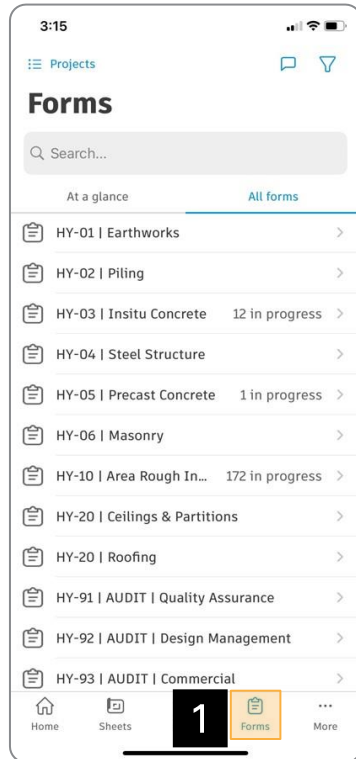 3:15
Projects
Forms
Search...
At a glance All forms
HY-01 | Earthworks
HY-02 | Piling
HY-03 | Insitu Concrete 12 in progress
HY-04 | Steel Structure
HY-05 | Precast Concrete 1 in progress
HY-06 | Masonry
HY-10 | Area Rough In... 172 in progress
HY-20 | Ceilings & Partitions
HY-20 | Roofing
HY-91 | AUDIT | Quality Assurance
HY-92 | AUDIT | Design Management
HY-93 | AUDIT | Commercial
Home Sheets 1 Forms More